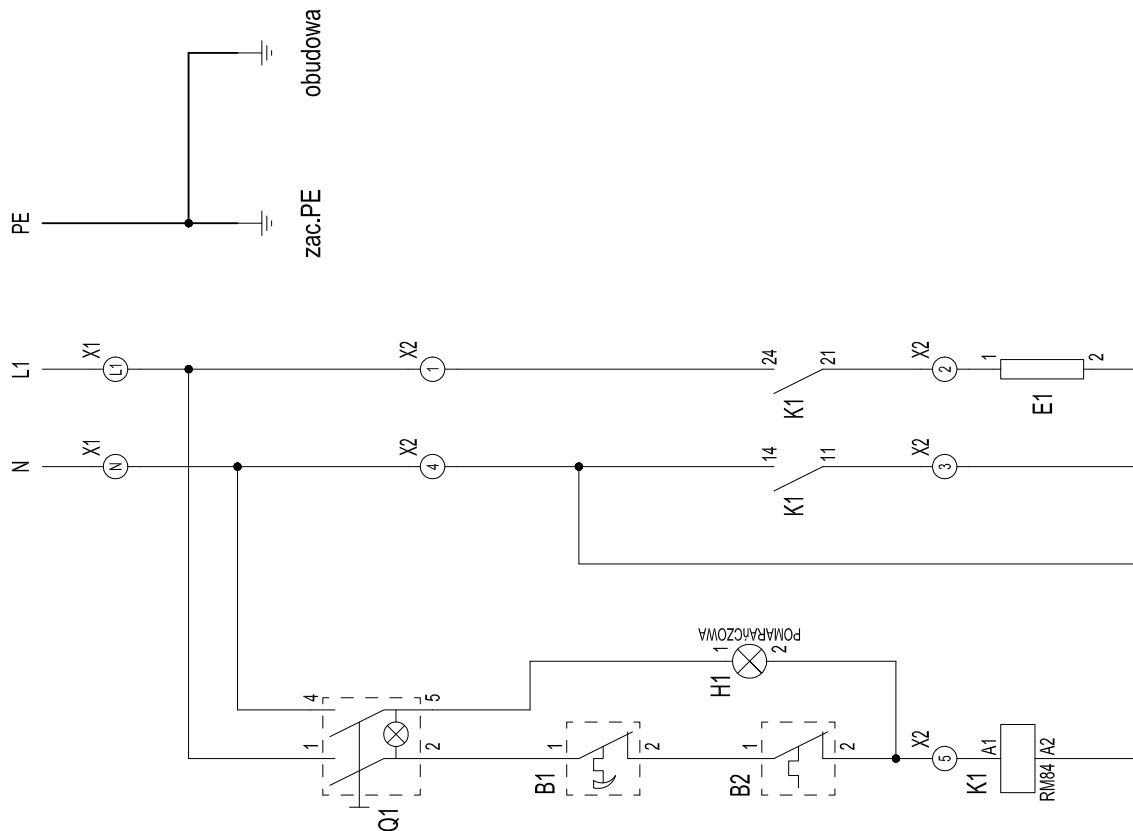 PE
obudowa
zac.PE
L1
X1
L1
X2
1
24
21
K1
X2
2
1
2
E1
N
X1
N
X2
4
14
11
K1
X2
3
POMARAŃCZOWA
1
2
H1
4
5
1
2
Q1
1
2
B1
1
2
B2
X2
5
A1
A2
K1
RM84